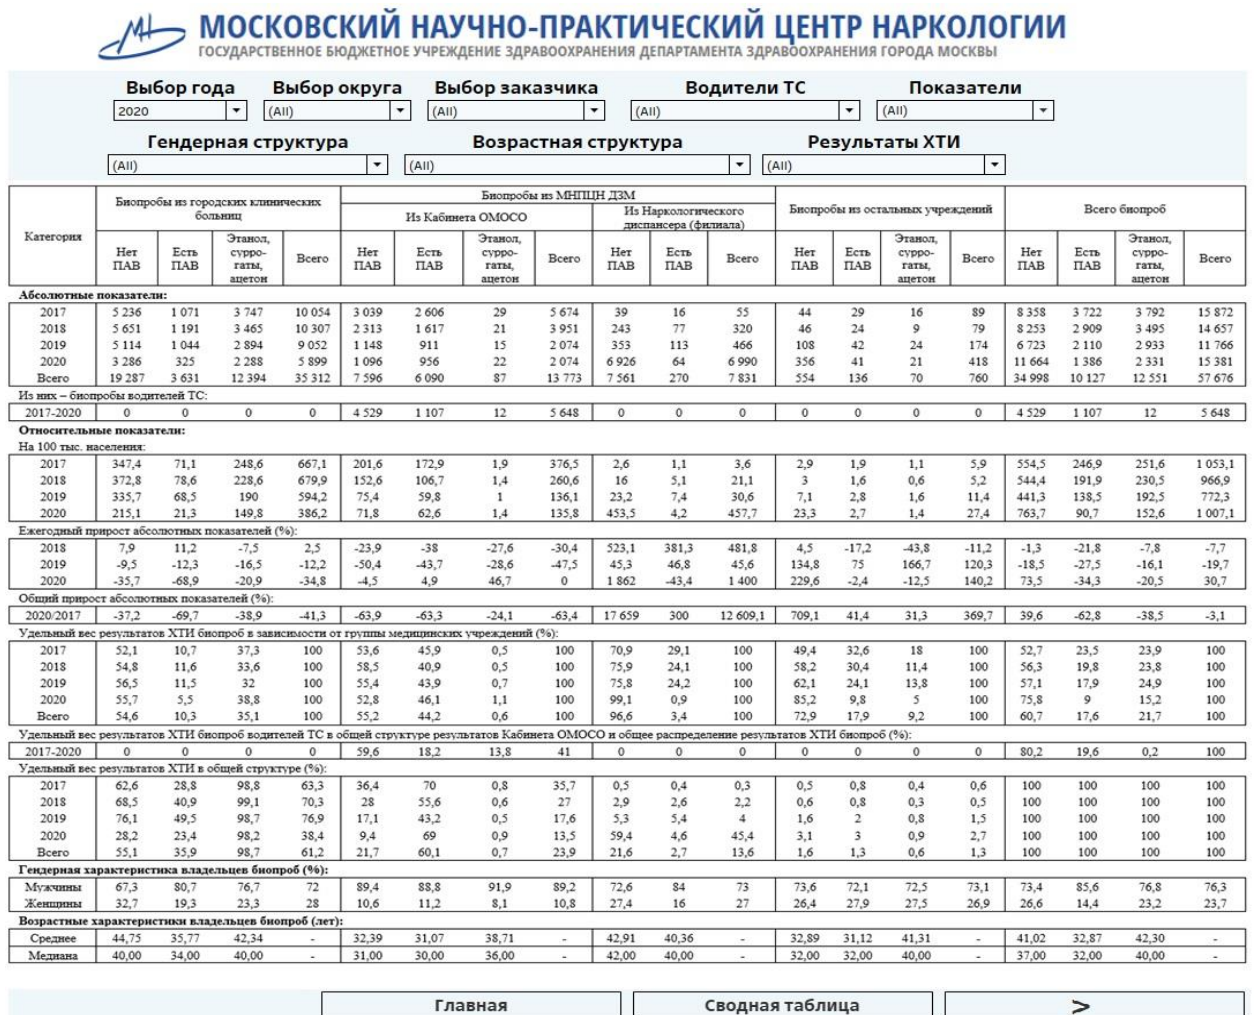 МОСКОВСКИЙ НАУЧНО-ПРАКТИЧЕСКИЙ ЦЕНТР НАРКОЛОГИИ
ГОСУДАРСТВЕННОЕ БЮДЖЕТНОЕ УЧРЕЖДЕНИЕ ЗДРАВООХРАНЕНИЯ ДЕПАРТАМЕНТА ЗДРАВООХРАНЕНИЯ ГОРОДА МОСКВЫ
Выбор года Выбор округа Выбор заказчика Водители ТС Показатели
2020 (All) (All) (All) (All)
Гендерная структура Возрастная структура Результаты ХТИ
(All) (All) (All)
Категория Биопробы из городских клинических больниц Биопробы из МНПЦН ДЗМ Биопробы из остальных учреждений Всего биопроб
Из Кабинета ОМОСО Из Наркологического диспансера (филиала)
Нет ПАВ Есть ПАВ Этанол, сурро-гаты, ацетон Всего Нет ПАВ Есть ПАВ Этанол, сурро-гаты, ацетон Всего Нет ПАВ Есть ПАВ Всего Нет ПАВ Есть ПАВ Этанол, сурро-гаты, ацетон Всего Нет ПАВ Есть ПАВ Этанол, сурро-гаты, ацетон Всего
Абсолютные показатели:
2017 5 236 1 071 3 747 10 054 3 039 2 606 29 5 674 39 16 55 44 29 16 89 8 358 3 722 3 792 15 872
2018 5 651 1 191 3 465 10 307 2 313 1 617 21 3 951 243 77 320 46 24 9 79 8 253 2 909 3 495 14 657
2019 5 114 1 044 2 894 9 052 1 148 911 15 2 074 353 113 466 108 42 24 174 6 723 2 110 2 933 11 766
2020 3 286 325 2 288 5 899 1 096 956 22 2 074 6 926 64 6 990 356 41 21 418 11 664 1 386 2 331 15 381
Всего 19 287 3 631 12 394 35 312 7 596 6 090 87 13 773 7 561 270 7 831 554 136 70 760 34 998 10 127 12 551 57 676
Из них – биопробы водителей ТС:
2017-2020 0 0 0 0 4 529 1 107 12 5 648 0 0 0 0 0 0 0 4 529 1 107 12 5 648
Относительные показатели:
На 100 тыс. населения:
2017 347,4 71,1 248,6 667,1 201,6 172,9 1,9 376,5 2,6 1,1 3,6 2,9 1,9 1,1 5,9 554,5 246,9 251,6 1 053,1
2018 372,8 78,6 228,6 679,9 152,6 106,7 1,4 260,6 16 5,1 21,1 3 1,6 0,6 5,2 544,4 191,9 230,5 966,9
2019 335,7 68,5 190 594,2 75,4 59,8 1 136,1 23,2 7,4 30,6 7,1 2,8 1,6 11,4 441,3 138,5 192,5 772,3
2020 215,1 21,3 149,8 386,2 71,8 62,6 1,4 135,8 453,5 4,2 457,7 23,3 2,7 1,4 27,4 763,7 90,7 152,6 1 007,1
Ежегодный прирост абсолютных показателей (%):
2018 7,9 11,2 -7,5 2,5 -23,9 -38 -27,6 -30,4 523,1 381,3 481,8 4,5 -17,2 -43,8 -11,2 -1,3 -21,8 -7,8 -7,7
2019 -9,5 -12,3 -16,5 -12,2 -50,4 -43,7 -28,6 -47,5 45,3 46,8 45,6 134,8 75 166,7 120,3 -18,5 -27,5 -16,1 -19,7
2020 -35,7 -68,9 -20,9 -34,8 -4,5 4,9 46,7 0 1 862 -43,4 1 400 229,6 -2,4 -12,5 140,2 73,5 -34,3 -20,5 30,7
Общий прирост абсолютных показателей (%):
2020/2017 -37,2 -69,7 -38,9 -41,3 -63,9 -63,3 -24,1 -63,4 17 659 300 12 609,1 709,1 41,4 31,3 369,7 39,6 -62,8 -38,5 -3,1
Удельный вес результатов ХТИ биопроб в зависимости от группы медицинских учреждений (%):
2017 52,1 10,7 37,3 100 53,6 45,9 0,5 100 70,9 29,1 100 49,4 32,6 18 100 52,7 23,5 23,9 100
2018 54,8 11,6 33,6 100 58,5 40,9 0,5 100 75,9 24,1 100 58,2 30,4 11,4 100 56,3 19,8 23,8 100
2019 56,5 11,5 32 100 55,4 43,9 0,7 100 75,8 24,2 100 62,1 24,1 13,8 100 57,1 17,9 24,9 100
2020 55,7 5,5 38,8 100 52,8 46,1 1,1 100 99,1 0,9 100 85,2 9,8 5 100 75,8 9 15,2 100
Всего 54,6 10,3 35,1 100 55,2 44,2 0,6 100 96,6 3,4 100 72,9 17,9 9,2 100 60,7 17,6 21,7 100
Удельный вес результатов ХТИ биопроб водителей ТС в общей структуре результатов Кабинета ОМОСО и общее распределение результатов ХТИ биопроб (%):
2017-2020 0 0 0 0 59,6 18,2 13,8 41 0 0 0 0 0 0 0 80,2 19,6 0,2 100
Удельный вес результатов ХТИ в общей структуре (%):
2017 62,6 28,8 98,8 63,3 36,4 70 0,8 35,7 0,5 0,4 0,3 0,5 0,8 0,4 0,6 100 100 100 100
2018 68,5 40,9 99,1 70,3 28 55,6 0,6 27 2,9 2,6 2,2 0,6 0,8 0,3 0,5 100 100 100 100
2019 76,1 49,5 98,7 76,9 17,1 43,2 0,5 17,6 5,3 5,4 4 1,6 2 0,8 1,5 100 100 100 100
2020 28,2 23,4 98,2 38,4 9,4 69 0,9 13,5 59,4 4,6 45,4 3,1 3 0,9 2,7 100 100 100 100
Всего 55,1 35,9 98,7 61,2 21,7 60,1 0,7 23,9 21,6 2,7 13,6 1,6 1,3 0,6 1,3 100 100 100 100
Гендерная характеристика владельцев биопроб (%):
Мужчины 67,3 80,7 76,7 72 89,4 88,8 91,9 89,2 72,6 84 73 73,6 72,1 72,5 73,1 73,4 85,6 76,8 76,3
Женщины 32,7 19,3 23,3 28 10,6 11,2 8,1 10,8 27,4 16 27 26,4 27,9 27,5 26,9 26,6 14,4 23,2 23,7
Возрастные характеристики владельцев биопроб (лет):
Среднее 44,75 35,77 42,34 - 32,39 31,07 38,71 - 42,91 40,36 - 32,89 31,12 41,31 - 41,02 32,87 42,30 -
Медиана 40,00 34,00 40,00 - 31,00 30,00 36,00 - 42,00 40,00 - 32,00 32,00 40,00 - 37,00 32,00 40,00 -
Главная Сводная таблица >